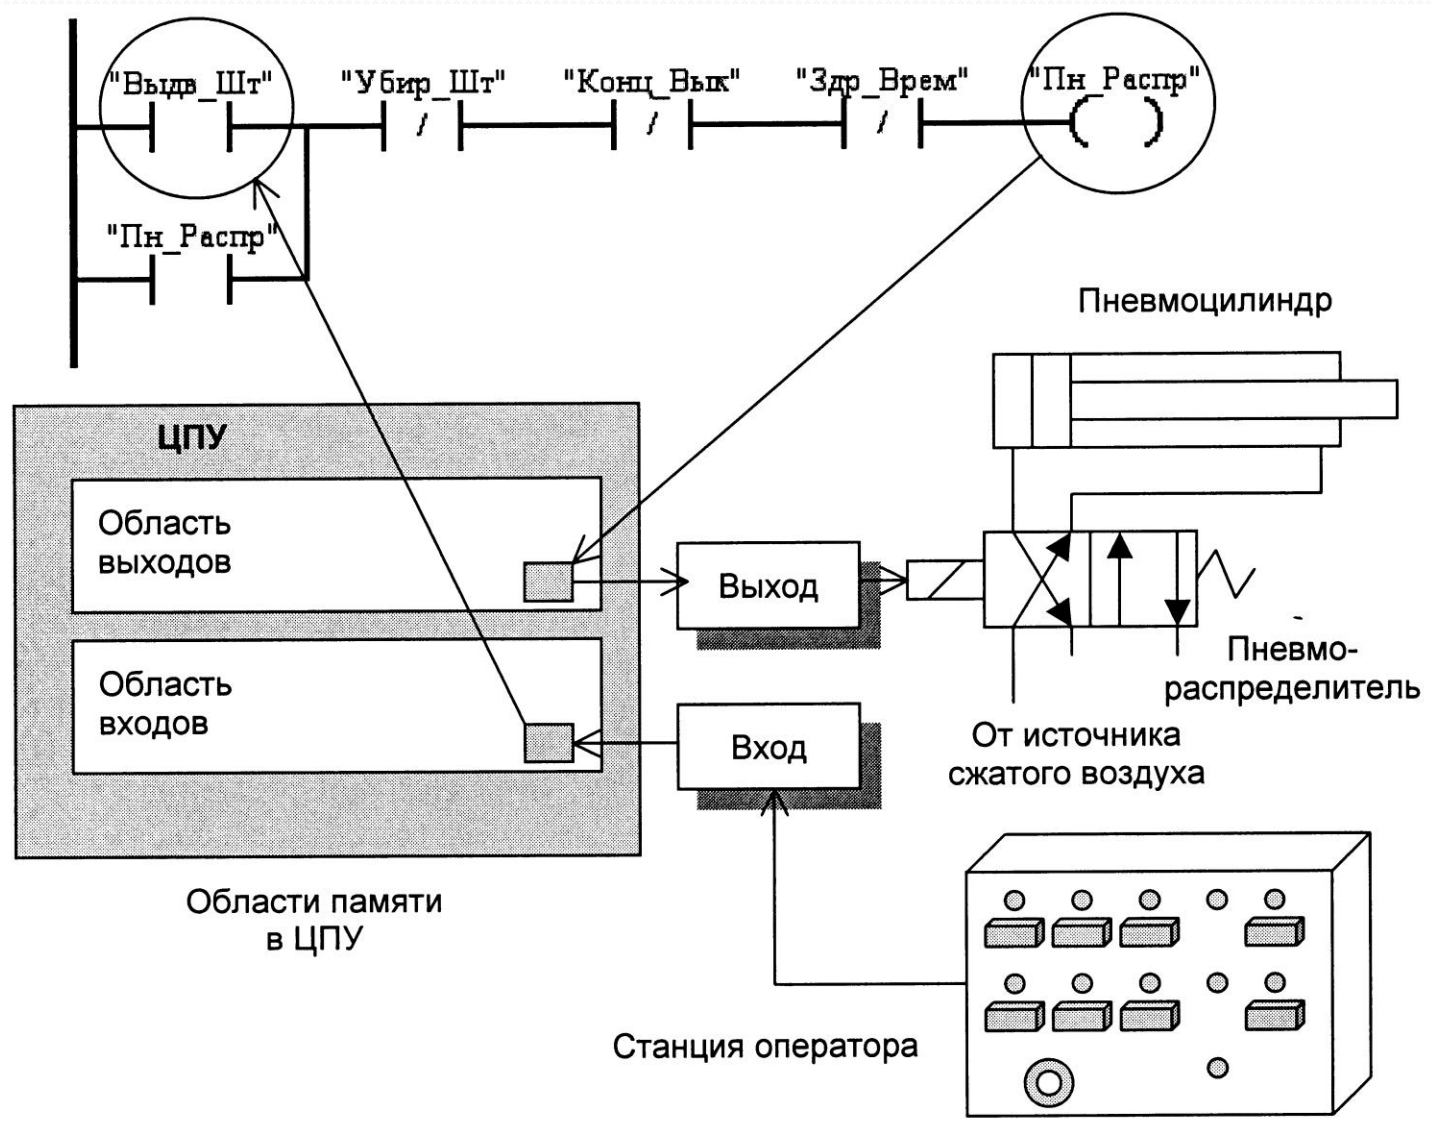 "Выдв_Шт" "Убир_Шт" "Конц_Вык" "Здр_Врем" "Пн_Распр"
"Пн_Распр"
Пневмоцилиндр
ЦПУ
Область
выходов
Выход
Пневмо-
распределитель
Область
входов
Вход
От источника
сжатого воздуха
Области памяти
в ЦПУ
Станция оператора